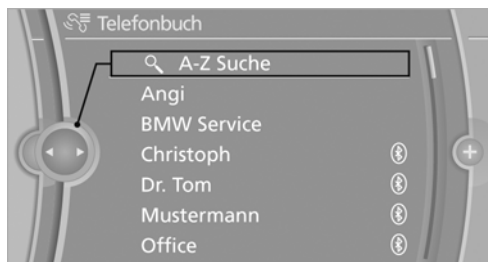 Telefonbuch
A-Z Suche
Angi
BMW Service
Christoph
Dr. Tom
Mustermann
Office